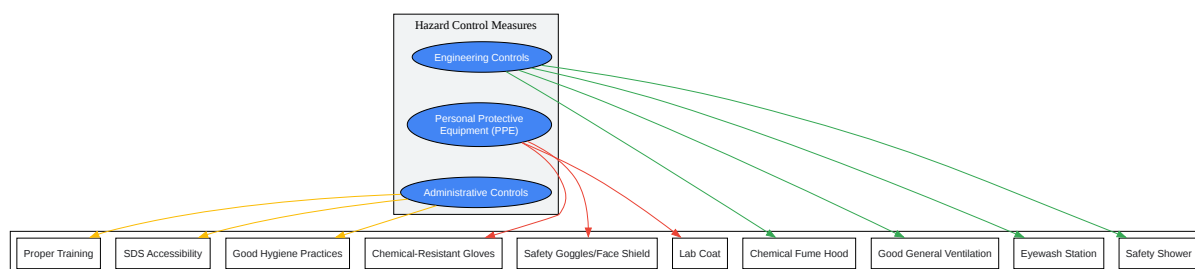 Hazard Control Measures
Engineering Controls
Personal Protective
Equipment (PPE)
Administrative Controls
Proper Training
SDS Accessibility
Good Hygiene Practices
Chemical-Resistant Gloves
Safety Goggles/Face Shield
Lab Coat
Chemical Fume Hood
Good General Ventilation
Eyewash Station
Safety Shower